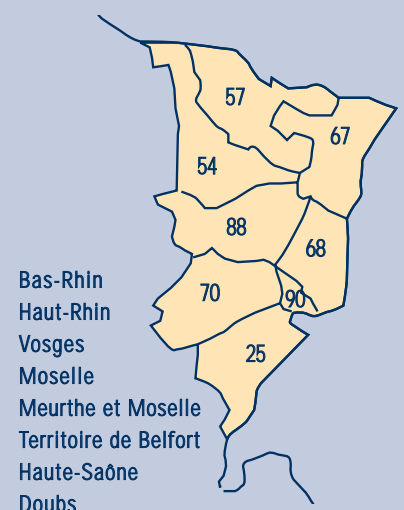 57
67
54
88
68
70
90
25
Bas-Rhin
Haut-Rhin
Vosges
Moselle
Meurthe et Moselle
Territoire de Belfort
Haute-Saône
Doubs